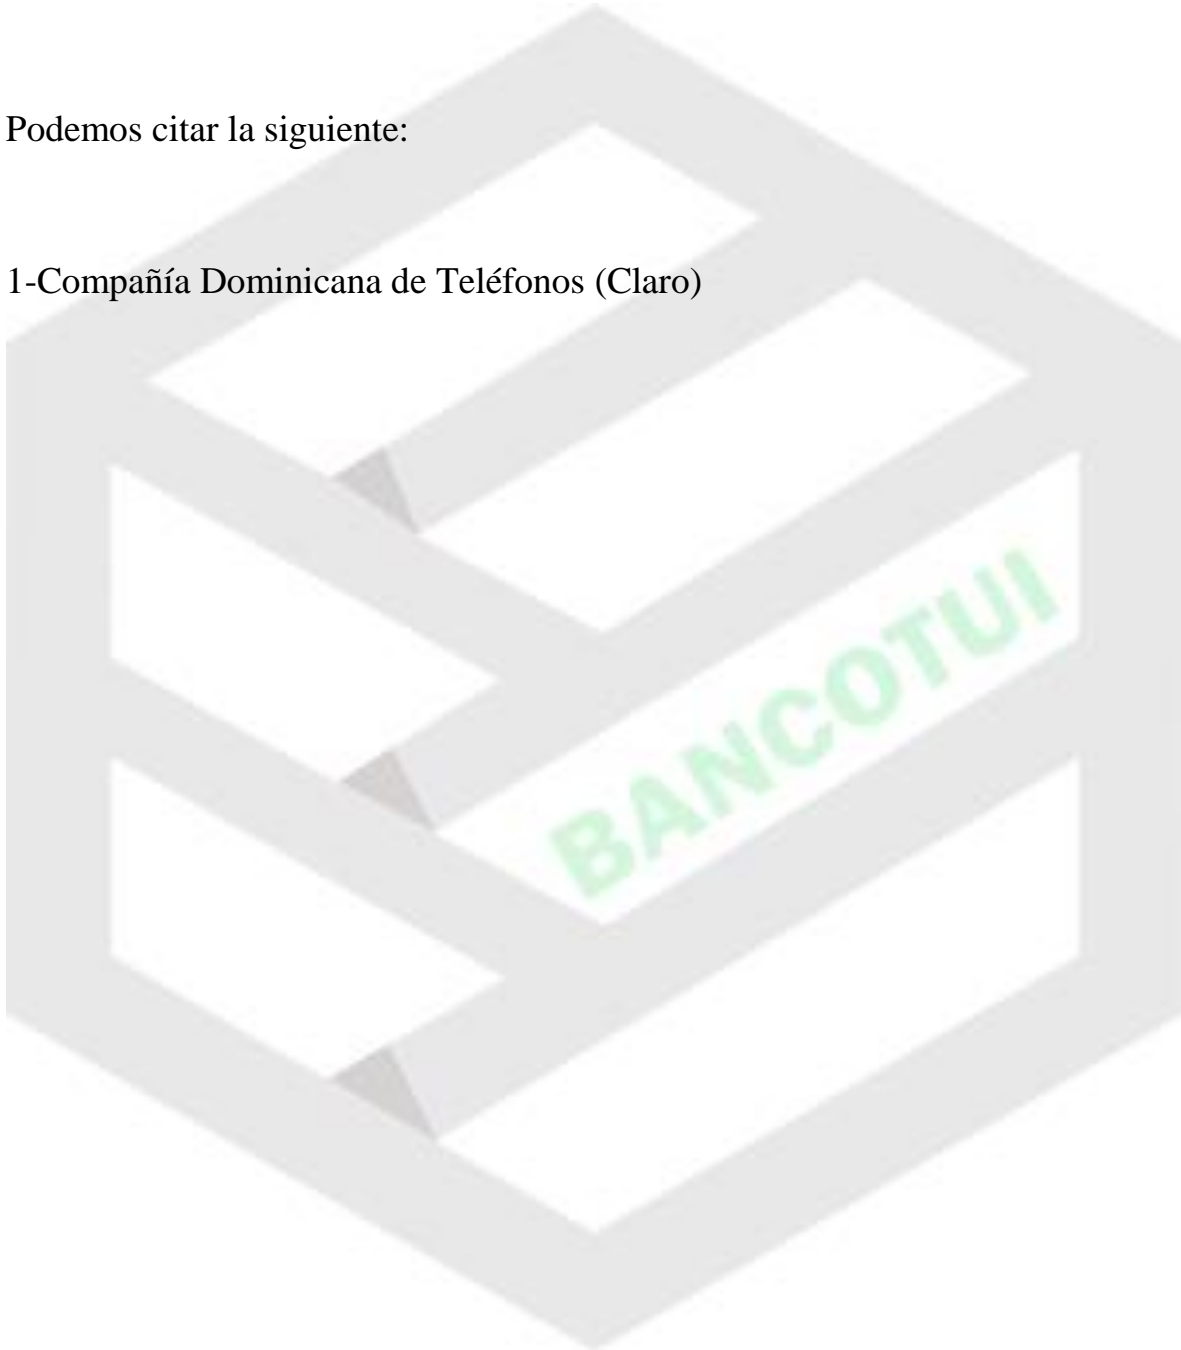 Podemos citar la siguiente:
1-Compañía Dominicana de Teléfonos (Claro)
BANCOTUI